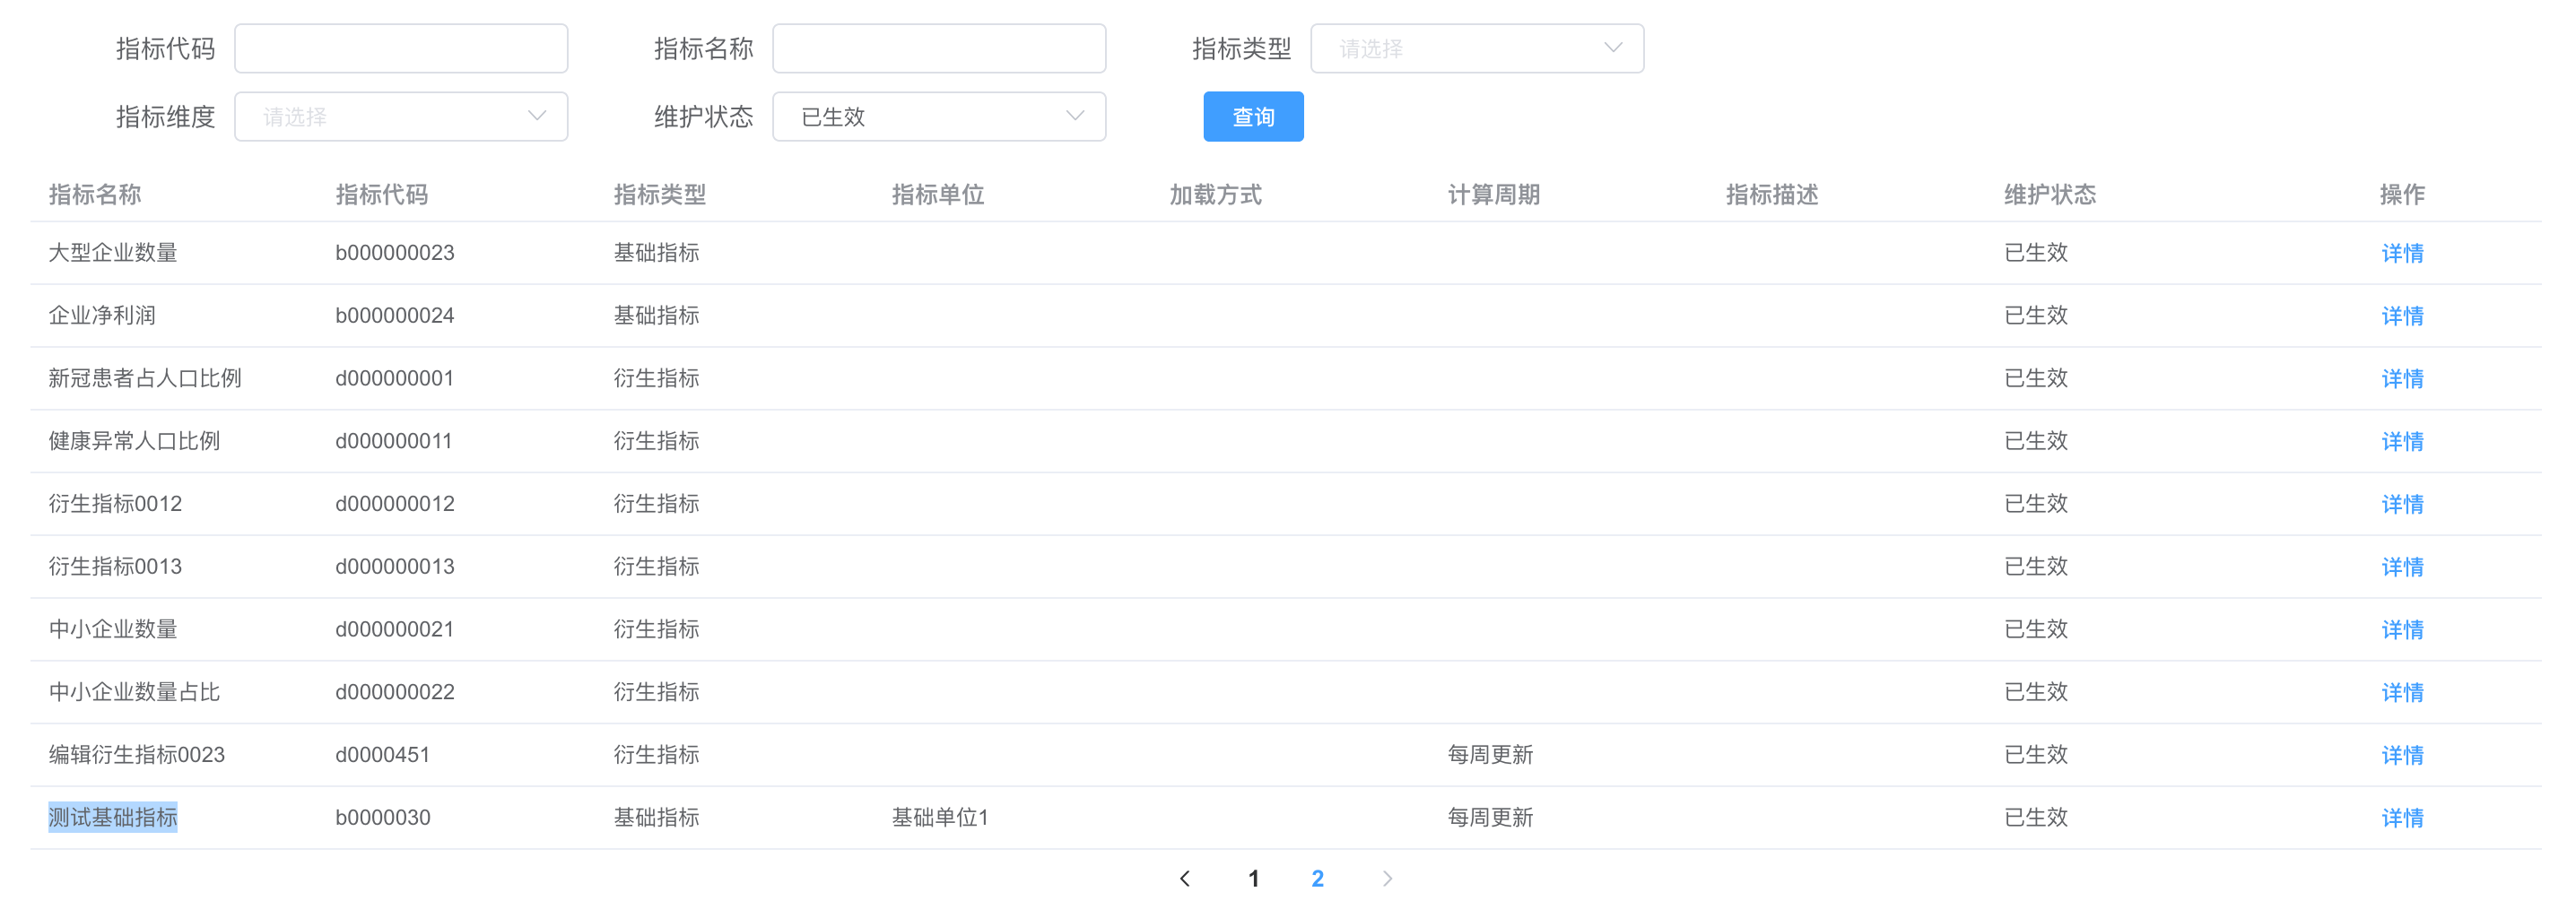 指标代码 指标名称 指标类型 请选择
指标维度 请选择 维护状态 已生效 查询
指标名称 指标代码 指标类型 指标单位 加载方式 计算周期 指标描述 维护状态 操作
大型企业数量 b000000023 基础指标 已生效 详情
企业净利润 b000000024 基础指标 已生效 详情
新冠患者占人口比例 d000000001 衍生指标 已生效 详情
健康异常人口比例 d000000011 衍生指标 已生效 详情
衍生指标0012 d000000012 衍生指标 已生效 详情
衍生指标0013 d000000013 衍生指标 已生效 详情
中小企业数量 d000000021 衍生指标 已生效 详情
中小企业数量占比 d000000022 衍生指标 已生效 详情
编辑衍生指标0023 d0000451 衍生指标 每周更新 已生效 详情
测试基础指标 b0000030 基础指标 基础单位1 每周更新 已生效 详情
1 2